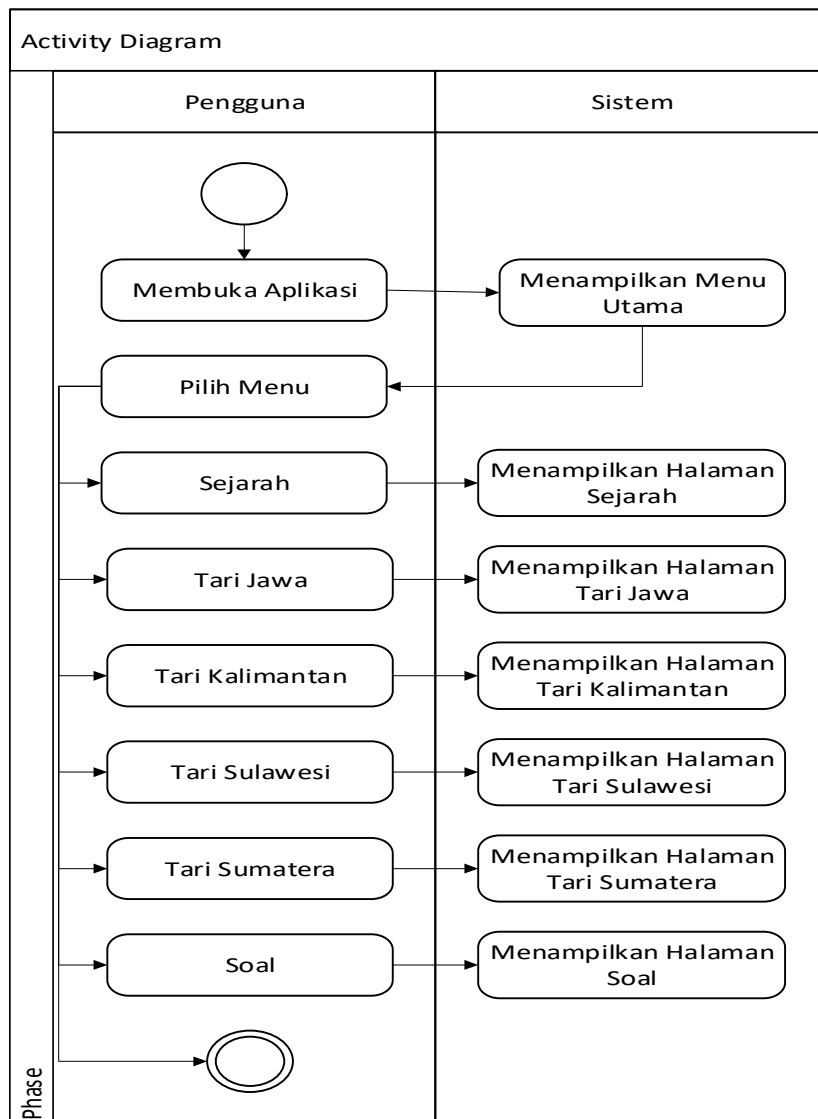 Activity Diagram
Pengguna
Sistem
Membuka Aplikasi
Menampilkan Menu
Utama
Pilih Menu
Sejarah
Menampilkan Halaman
Sejarah
Tari Jawa
Menampilkan Halaman
Tari Jawa
Tari Kalimantan
Menampilkan Halaman
Tari Kalimantan
Tari Sulawesi
Menampilkan Halaman
Tari Sulawesi
Tari Sumatera
Menampilkan Halaman
Tari Sumatera
Soal
Menampilkan Halaman
Soal
Phase